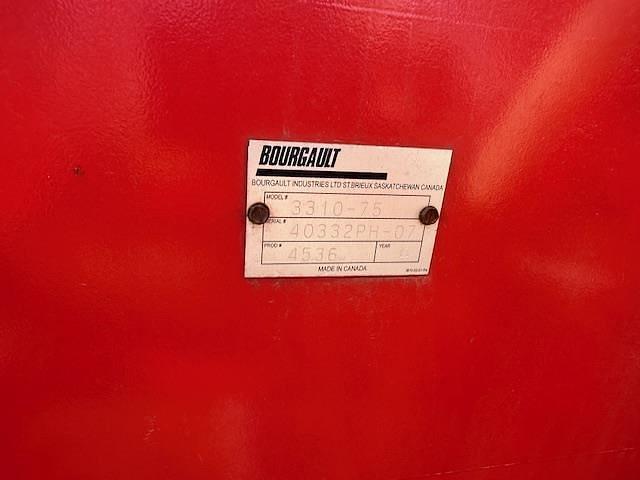 BOURGAULT
BOURGAULT INDUSTRIES LTD ST.BRIEUX SASKATCHEWAN CANADA
MODEL # 3310-75
SERIAL # 40332PH-07
PROD # 4536 YEAR
MADE IN CANADA